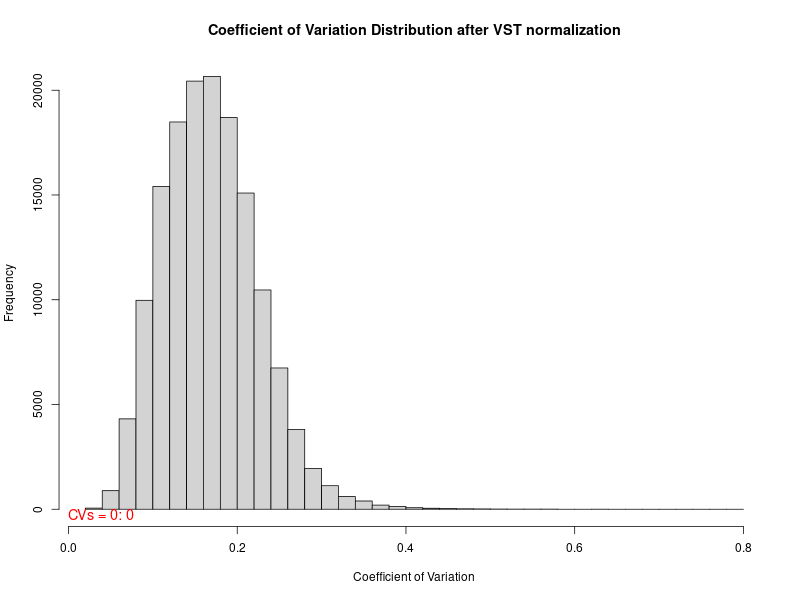 Coefficient of Variation Distribution after VST normalization
Frequency
20000
15000
10000
5000
0
CVs = 0: 0
0.0 0.2 0.4 0.6 0.8
Coefficient of Variation